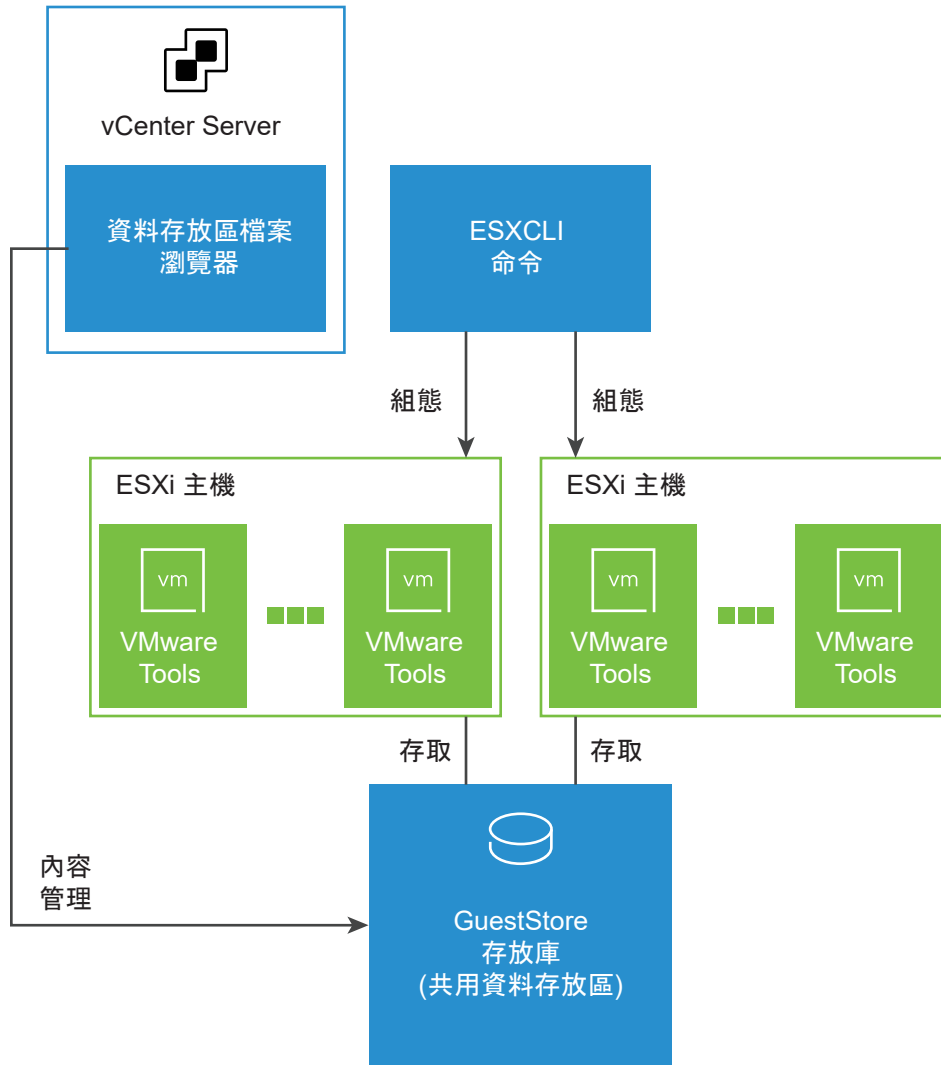 vCenter Server
資料存放區檔案
瀏覽器
ESXCLI
命令
組態
組態
ESXi 主機
vm
VMware
Tools
vm
VMware
Tools
ESXi 主機
vm
VMware
Tools
vm
VMware
Tools
存取
存取
內容
管理
GuestStore
存放庫
(共用資料存放區)